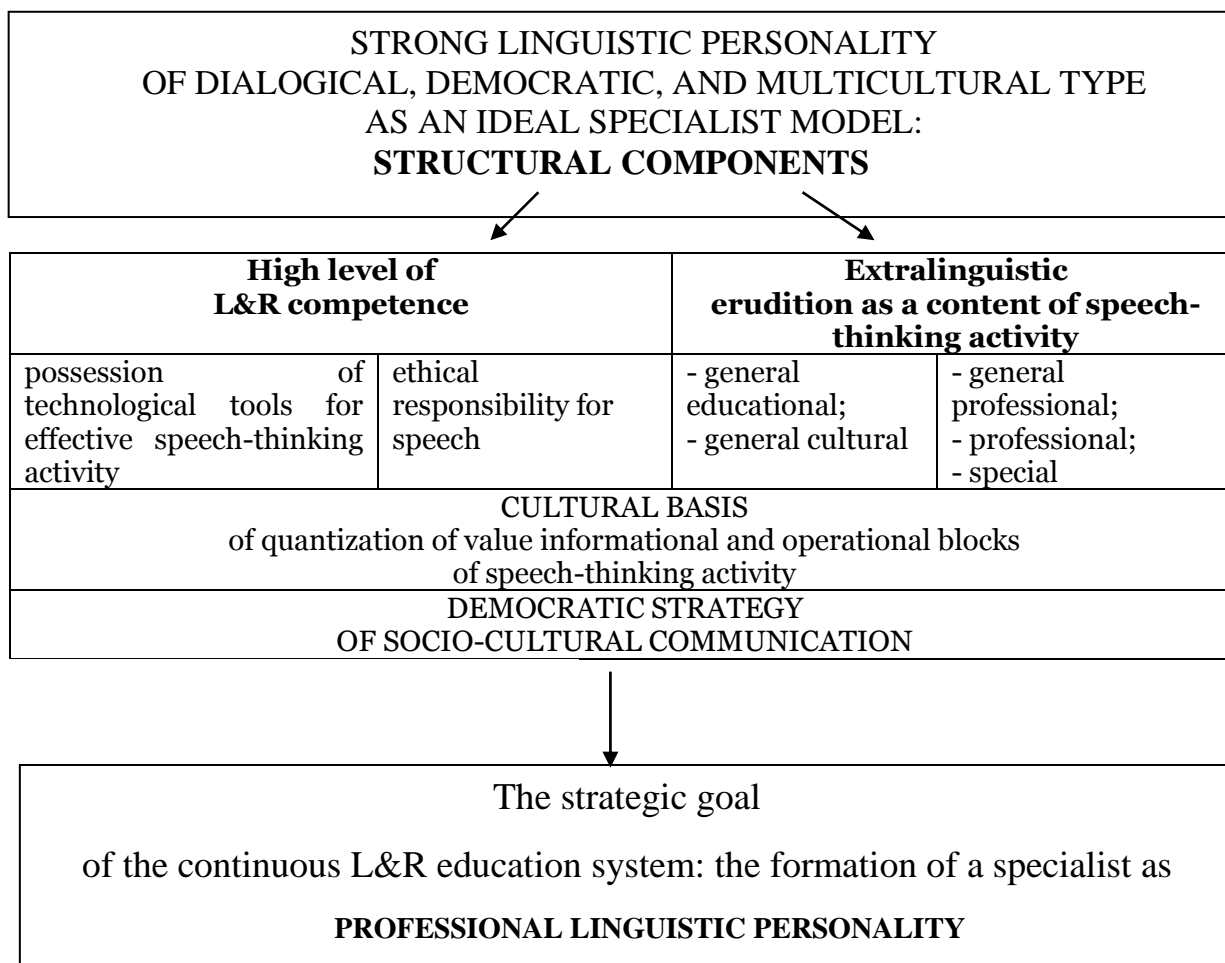 STRONG LINGUISTIC PERSONALITY
OF DIALOGICAL, DEMOCRATIC, AND MULTICULTURAL TYPE
AS AN IDEAL SPECIALIST MODEL:
STRUCTURAL COMPONENTS
High level of
L&R competence
Extralinguistic
erudition as a content of speech-
thinking activity
possession of
technological tools for
effective speech-thinking
activity
ethical
responsibility for
speech
- general
educational;
- general cultural
- general
professional;
- professional;
- special
CULTURAL BASIS
of quantization of value informational and operational blocks
of speech-thinking activity
DEMOCRATIC STRATEGY
OF SOCIO-CULTURAL COMMUNICATION
The strategic goal
of the continuous L&R education system: the formation of a specialist as
PROFESSIONAL LINGUISTIC PERSONALITY